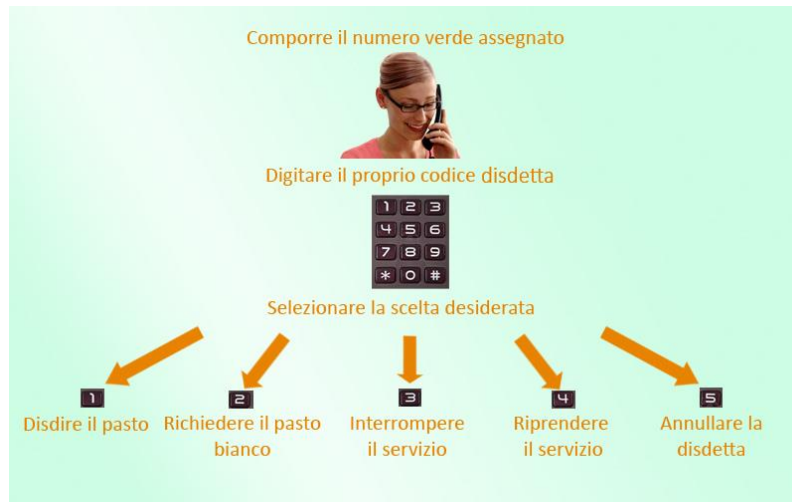 Comporre il numero verde assegnato
Digitare il proprio codice disdetta
1 2 3
4 5 6
7 8 9
* 0 #
Selezionare la scelta desiderata
1
Disdire il pasto
2
Richiedere il pasto
bianco
3
Interrompere
il servizio
4
Riprendere
il servizio
5
Annullare la
disdetta